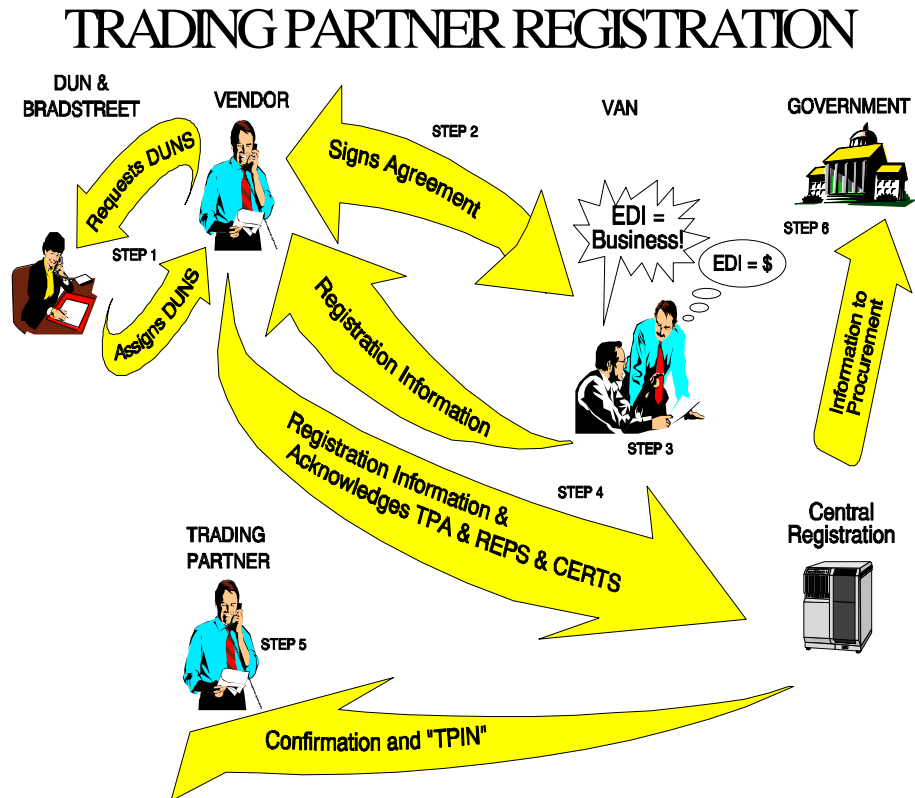 TRADING PARTNER REGISTRATION
DUN &
BRADSTREET
VENDOR
VAN
GOVERNMENT
STEP 2
Requests DUNS
Signs Agreement
EDI =
Business!
EDI = $
STEP 6
STEP 1
Assigns DUNS
Registration Information
Information to
Procurement
STEP 3
Registration Information &
Acknowledges TPA & REPS & CERTS
STEP 4
Central
Registration
TRADING
PARTNER
STEP 5
Confirmation and "TPIN"